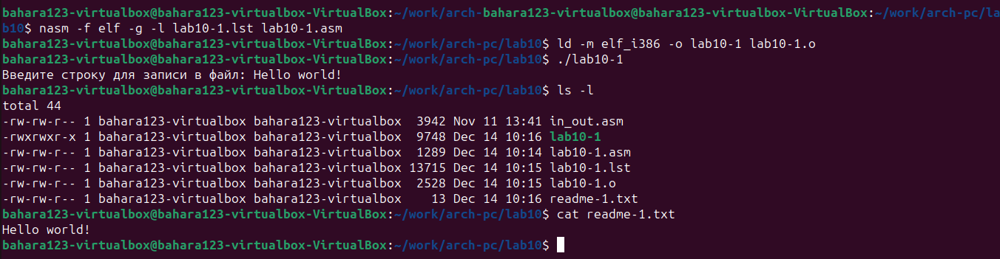 bahara123-virtualbox@bahara123-virtualbox-VirtualBox:~/work/arch-bahara123-virtualbox@bahara123-virtualbox-VirtualBox:~/work/arch-pc/la
b10$ nasm -f elf -g -l lab10-1.lst lab10-1.asm
bahara123-virtualbox@bahara123-virtualbox-VirtualBox:~/work/arch-pc/lab10$ ld -m elf_i386 -o lab10-1 lab10-1.o
bahara123-virtualbox@bahara123-virtualbox-VirtualBox:~/work/arch-pc/lab10$ ./lab10-1
Введите строку для записи в файл: Hello world!
bahara123-virtualbox@bahara123-virtualbox-VirtualBox:~/work/arch-pc/lab10$ ls -l
total 44
-rw-rw-r-- 1 bahara123-virtualbox bahara123-virtualbox  3942 Nov 11 13:41 in_out.asm
-rwxrwxr-x 1 bahara123-virtualbox bahara123-virtualbox  9748 Dec 14 10:16 lab10-1
-rw-rw-r-- 1 bahara123-virtualbox bahara123-virtualbox  1289 Dec 14 10:14 lab10-1.asm
-rw-rw-r-- 1 bahara123-virtualbox bahara123-virtualbox 13715 Dec 14 10:15 lab10-1.lst
-rw-rw-r-- 1 bahara123-virtualbox bahara123-virtualbox  2528 Dec 14 10:15 lab10-1.o
-rw-rw-r-- 1 bahara123-virtualbox bahara123-virtualbox    13 Dec 14 10:16 readme-1.txt
bahara123-virtualbox@bahara123-virtualbox-VirtualBox:~/work/arch-pc/lab10$ cat readme-1.txt
Hello world!
bahara123-virtualbox@bahara123-virtualbox-VirtualBox:~/work/arch-pc/lab10$